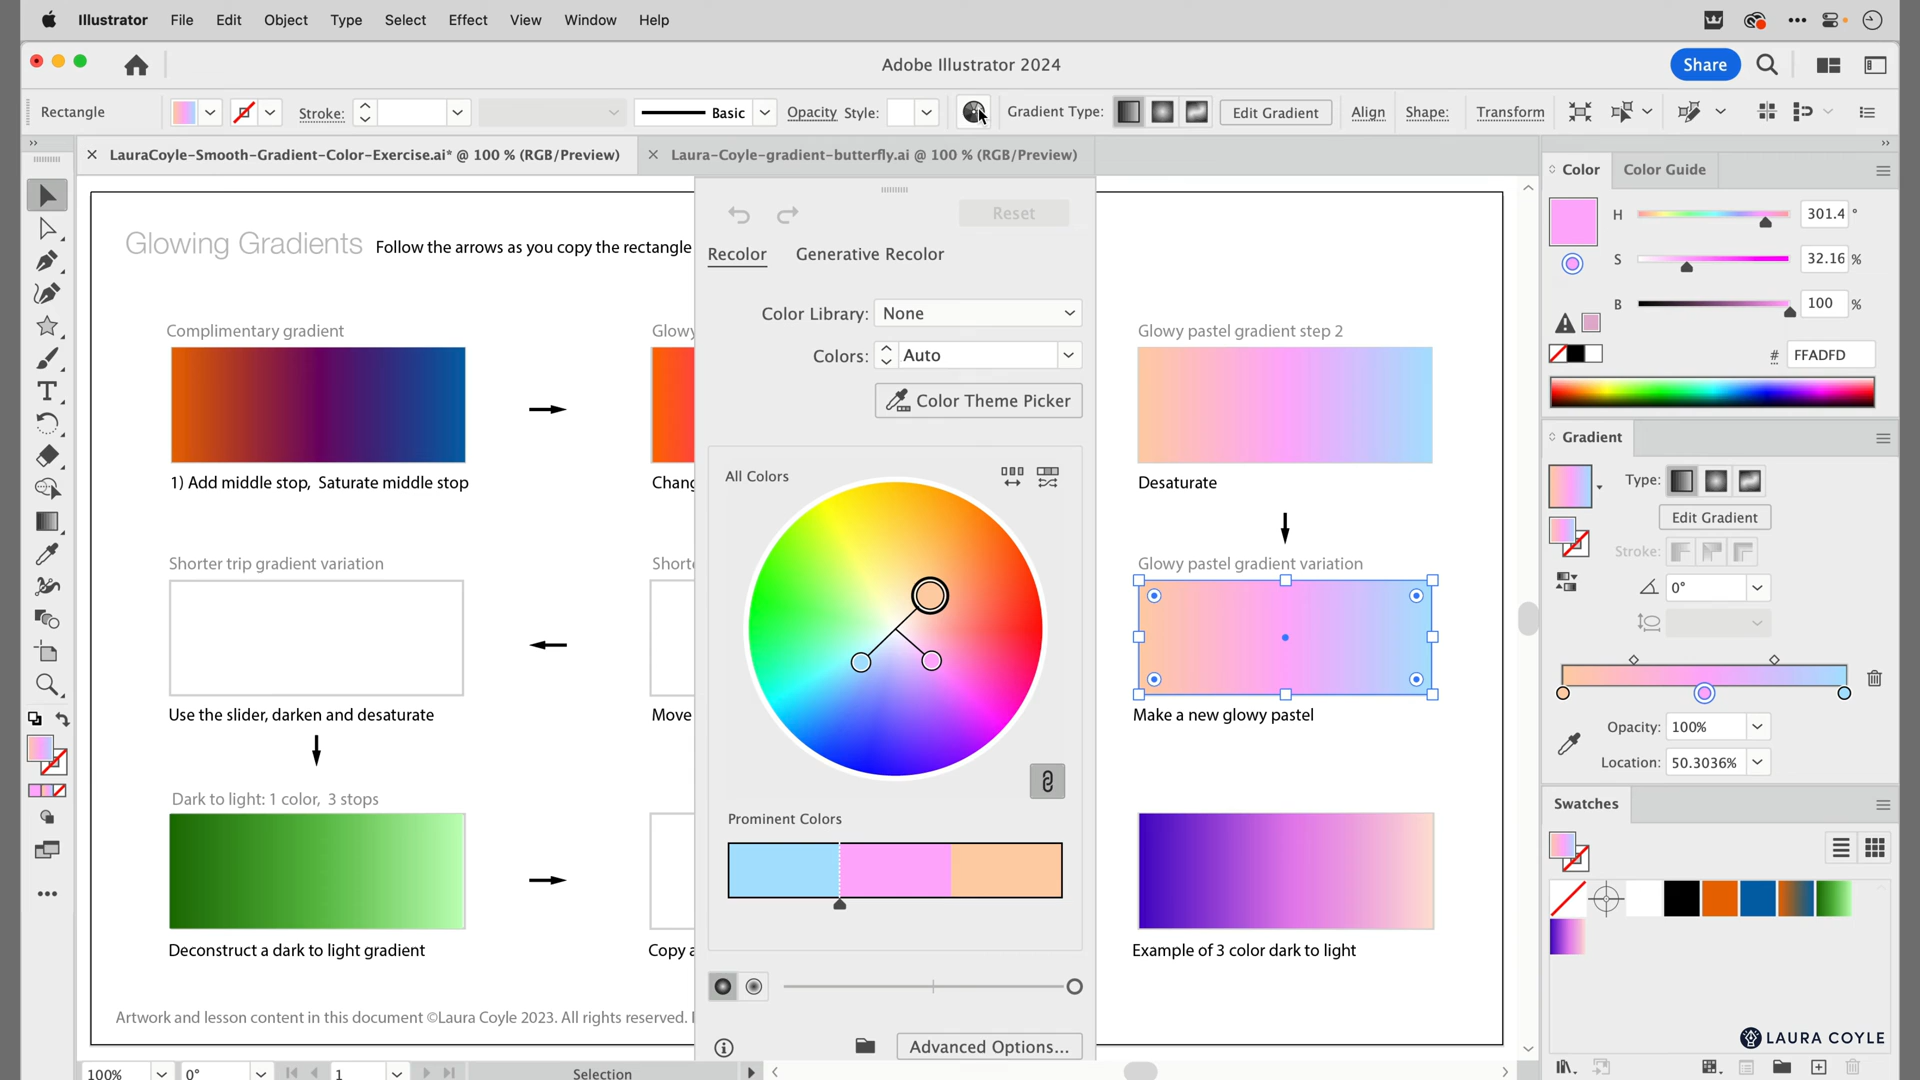 Illustrator File Edit Object Type Select Effect View Window Help
Adobe Illustrator 2024
Share
Rectangle
Stroke:
Basic
Opacity Style:
Gradient Type:
Edit Gradient
Align
Shape:
Transform
LauraCoyle-Smooth-Gradient-Color-Exercise.ai* @ 100 % (RGB/Preview)
Laura-Coyle-gradient-butterfly.ai @ 100 % (RGB/Preview)
Glowing Gradients Follow the arrows as you copy the rectangle
Complimentary gradient
1) Add middle stop, Saturate middle stop
Shorter trip gradient variation
Use the slider, darken and desaturate
Dark to light: 1 color, 3 stops
Deconstruct a dark to light gradient
Artwork and lesson content in this document ©Laura Coyle 2023. All rights reserved.
Glowy
Chang
Shorte
Move
Copy a
Reset
Recolor Generative Recolor
Color Library: None
Colors: Auto
Color Theme Picker
All Colors
Prominent Colors
Advanced Options...
Glowy pastel gradient step 2
Desaturate
Glowy pastel gradient variation
Make a new glowy pastel
Example of 3 color dark to light
Color Color Guide
H 301.4 °
S 32.16 %
B 100 %
# FFADFD
Gradient
Type:
Edit Gradient
Stroke:
0°
Opacity: 100%
Location: 50.3036%
Swatches
LAURA COYLE
100% 0° 1 Selection